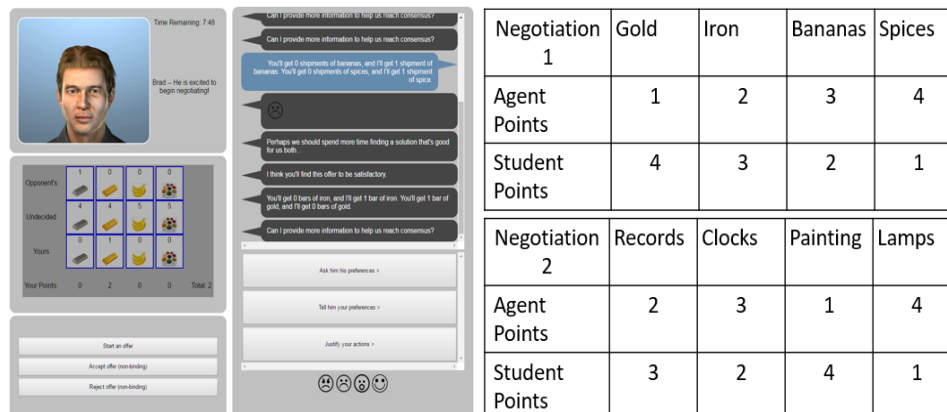 Time Remaining: 7:48
Brad -- He is excited to
begin negotiating!
Opponent's
1 0 0 0
Undecided
4 4 5 5
Yours
0 1 0 0
Your Points: 0 2 0 0 Total: 2
Start an offer
Accept offer (non-binding)
Reject offer (non-binding)
Can I provide more information to help us reach consensus?
Can I provide more information to help us reach consensus?
You'll get 0 shipments of bananas, and I'll get 1 shipment of
bananas. You'll get 0 shipments of spices, and I'll get 1 shipment
of spice.
Perhaps we should spend more time finding a solution that's good
for us both...
I think you'll find this offer to be satisfactory.
You'll get 0 bars of iron, and I'll get 1 bar of iron. You'll get 1 bar of
gold, and I'll get 0 bars of gold.
Can I provide more information to help us reach consensus?
Ask him his preferences >
Tell him your preferences >
Justify your actions >
Negotiation Gold Iron Bananas Spices
1
Agent 1 2 3 4
Points
Student 4 3 2 1
Points
Negotiation Records Clocks Painting Lamps
2
Agent 2 3 1 4
Points
Student 3 2 4 1
Points